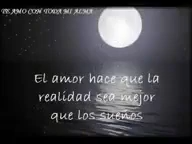 TE AMO CON TODA MI ALMA
El amor hace que la
realidad sea mejor
que los sueños